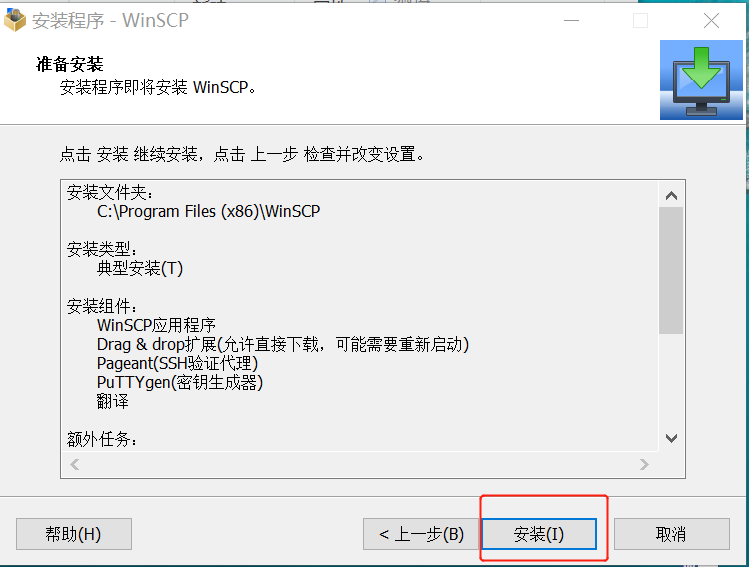 安装程序 - WinSCP
准备安装
安装程序即将安装 WinSCP。
点击 安装 继续安装，点击 上一步 检查并改变设置。
安装文件夹：
C:\Program Files (x86)\WinSCP
安装类型：
典型安装(T)
安装组件：
WinSCP应用程序
Drag & drop扩展(允许直接下载，可能需要重新启动)
Pageant(SSH验证代理)
PuTTYgen(密钥生成器)
翻译
额外任务：
帮助(H)
< 上一步(B)
安装(I)
取消